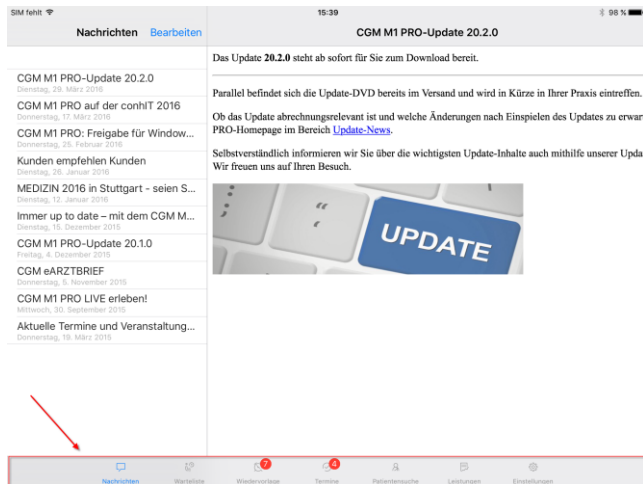 SIM fehlt
15:39
98 %
Nachrichten
Bearbeiten
CGM M1 PRO-Update 20.2.0
Das Update 20.2.0 steht ab sofort für Sie zum Download bereit.
Parallel befindet sich die Update-DVD bereits im Versand und wird in Kürze in Ihrer Praxis eintreffen.
Ob das Update abrechnungsrelevant ist und welche Änderungen nach Einspielen des Updates zu erwar
PRO-Homepage im Bereich Update-News.
Selbstverständlich informieren wir Sie über die wichtigsten Update-Inhalte auch mithilfe unserer Upda
Wir freuen uns auf Ihren Besuch.
UPDATE
CGM M1 PRO-Update 20.2.0
Dienstag, 29. März 2016
CGM M1 PRO auf der conhIT 2016
Donnerstag, 17. März 2016
CGM M1 PRO: Freigabe für Window...
Donnerstag, 25. Februar 2016
Kunden empfehlen Kunden
Dienstag, 26. Januar 2016
MEDIZIN 2016 in Stuttgart - seien S...
Dienstag, 12. Januar 2016
Immer up to date – mit dem CGM M...
Dienstag, 15. Dezember 2015
CGM M1 PRO-Update 20.1.0
Freitag, 4. Dezember 2015
CGM eARZTBRIEF
Donnerstag, 5. November 2015
CGM M1 PRO LIVE erleben!
Mittwoch, 30. September 2015
Aktuelle Termine und Veranstaltung...
Donnerstag, 19. März 2015
Nachrichten
Warteliste
7
Wiedervorlage
4
Termine
Patientensuche
Leistungen
Einstellungen